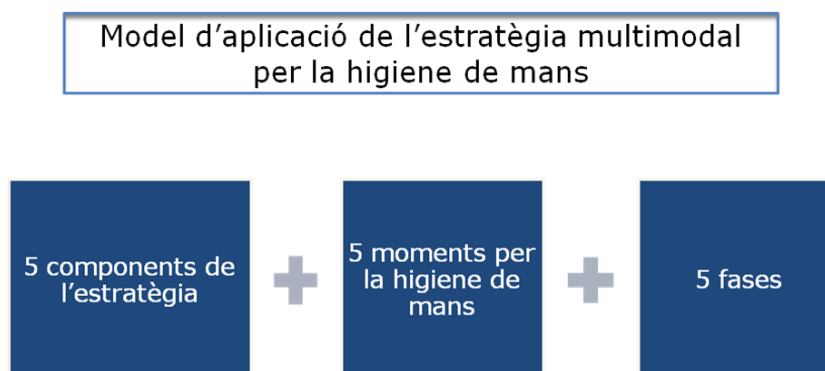 Model d’aplicació de l’estratègia multimodal
per la higiene de mans
5 components de
l’estratègia
5 moments per
la higiene de
mans
5 fases